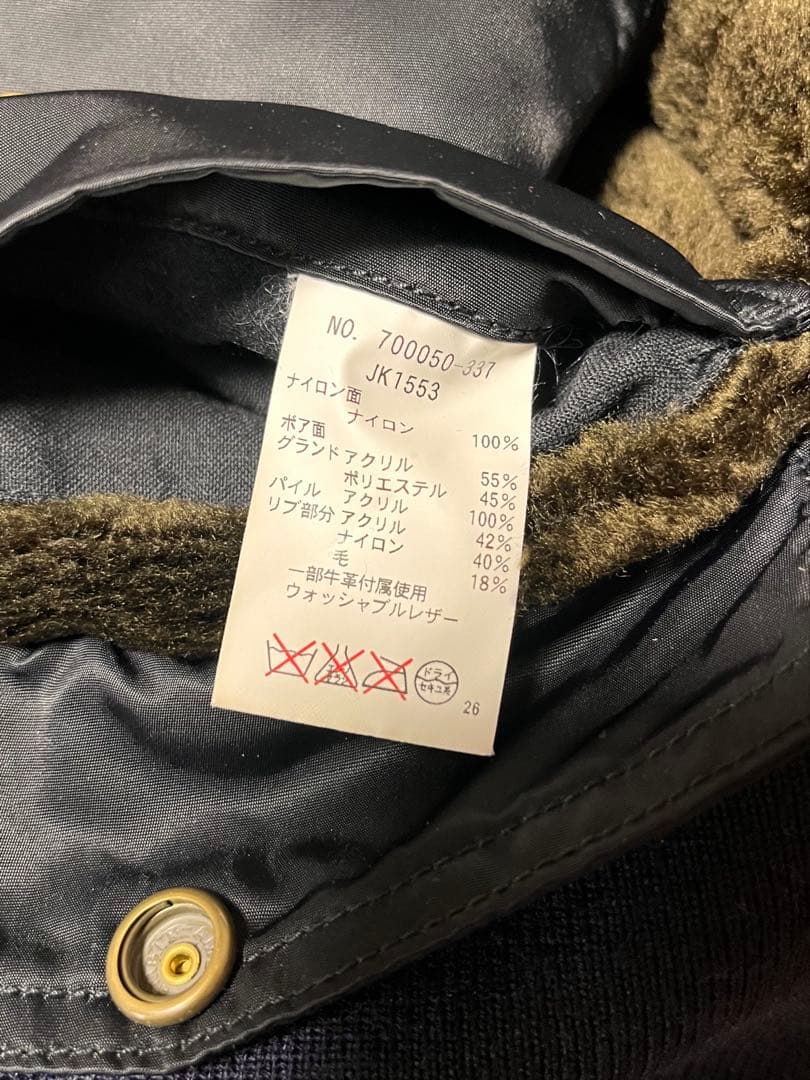 NO. 700050-337
JK1553
ナイロン面
ナイロン 100%
ボア面
グランド アクリル 55%
ポリエステル 45%
パイル アクリル 100%
リブ部分 アクリル 42%
ナイロン 40%
毛 18%
一部牛革付属使用
ウォッシャブルレザー
ドライ
セキユ系
26